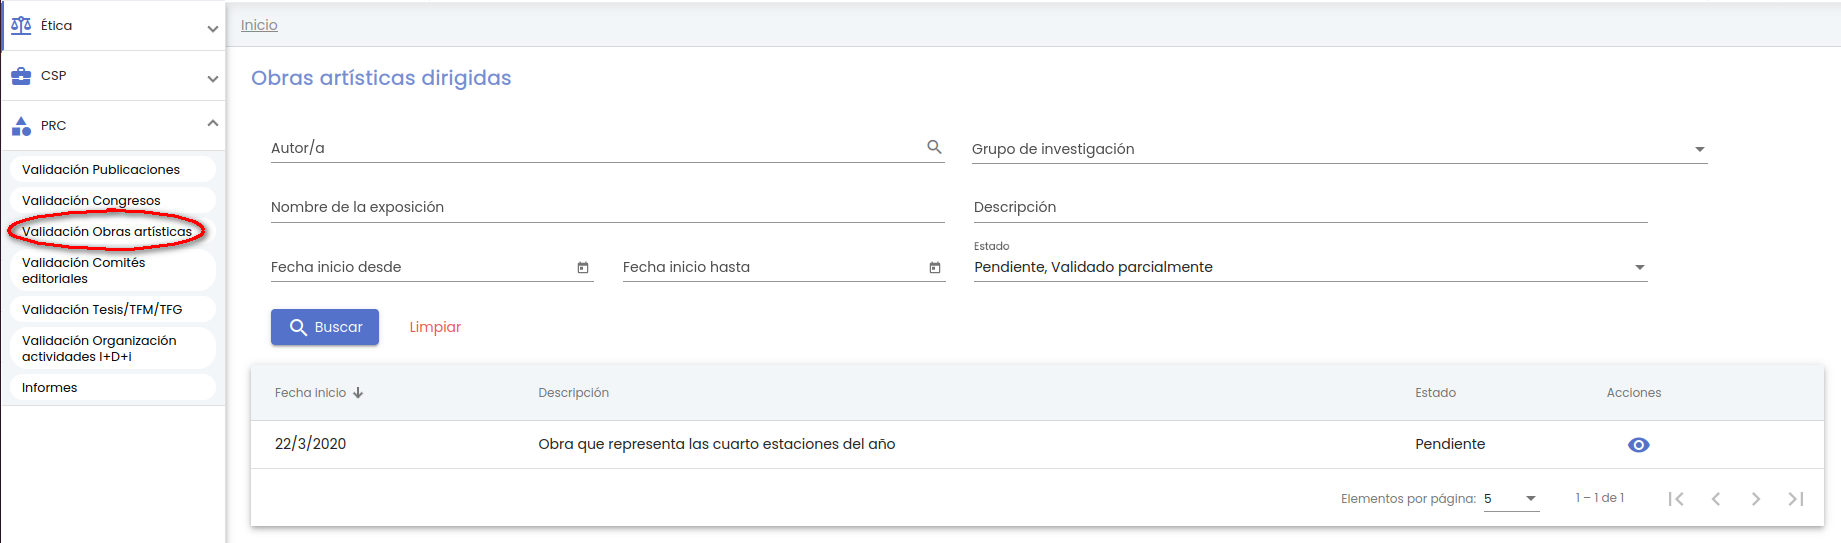 Ética
CSP
PRC
Validación Publicaciones
Validación Congresos
Validación Obras artísticas
Validación Comités
editoriales
Validación Tesis/TFM/TFG
Validación Organización
actividades I+D+i
Informes
Inicio
Obras artísticas dirigidas
Autor/a
Grupo de investigación
Nombre de la exposición
Descripción
Fecha inicio desde
Fecha inicio hasta
Estado
Pendiente, Validado parcialmente
Buscar
Limpiar
Fecha inicio Descripción Estado Acciones
22/3/2020 Obra que representa las cuarto estaciones del año Pendiente
Elementos por página: 5 1 – 1 de 1